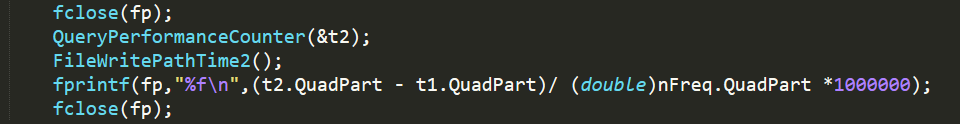 fclose(fp);
QueryPerformanceCounter(&t2);
FileWritePathTime2();
fprintf(fp,"%f\n",(t2.QuadPart - t1.QuadPart)/ (double)nFreq.QuadPart *1000000);
fclose(fp);